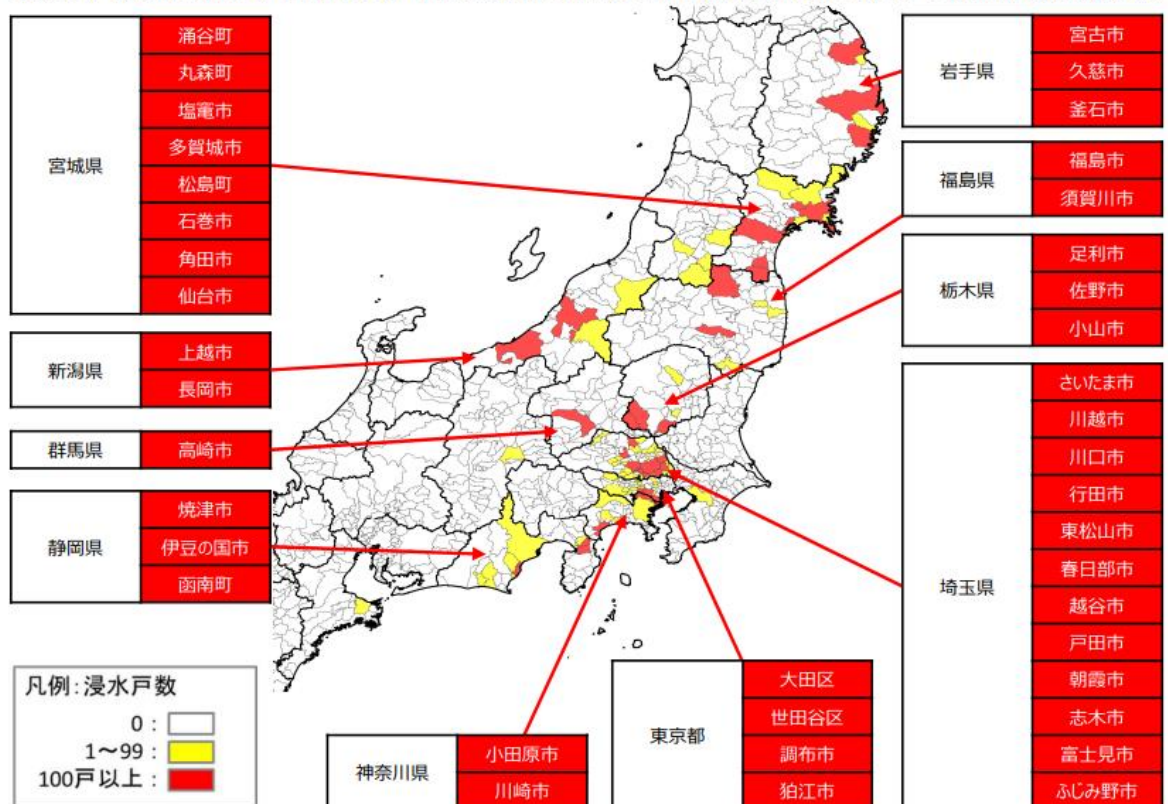 宮城県
涌谷町
丸森町
塩竈市
多賀城市
松島町
石巻市
角田市
仙台市
新潟県
上越市
長岡市
群馬県
高崎市
静岡県
焼津市
伊豆の国市
函南町
凡例:浸水戸数
0:
1～99:
100戸以上:
神奈川県
小田原市
川崎市
東京都
大田区
世田谷区
調布市
狛江市
岩手県
宮古市
久慈市
釜石市
福島県
福島市
須賀川市
栃木県
足利市
佐野市
小山市
埼玉県
さいたま市
川越市
川口市
行田市
東松山市
春日部市
越谷市
戸田市
朝霞市
志木市
富士見市
ふじみ野市